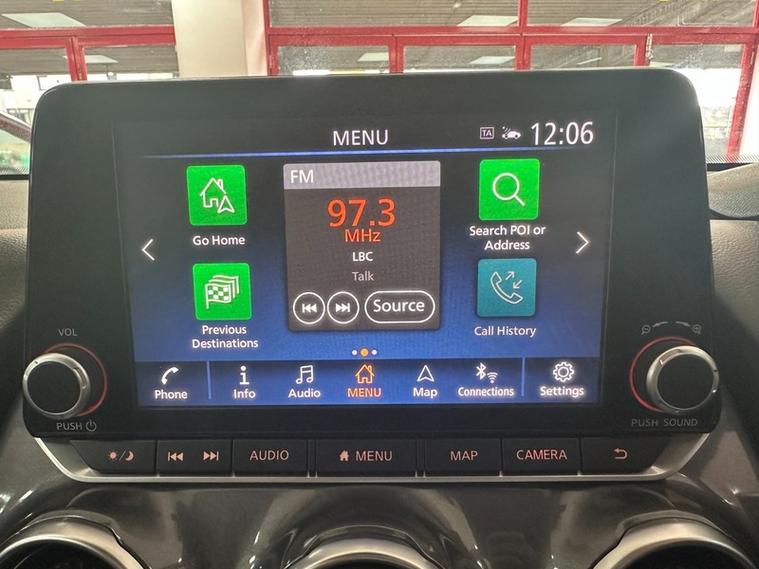 MENU
TA
12:06
FM
97.3
MHz
LBC
Talk
Source
Go Home
Previous
Destinations
Search POI or
Address
Call History
Phone
Info
Audio
MENU
Map
Connections
Settings
VOL
PUSH
PUSH SOUND
AUDIO
MENU
MAP
CAMERA